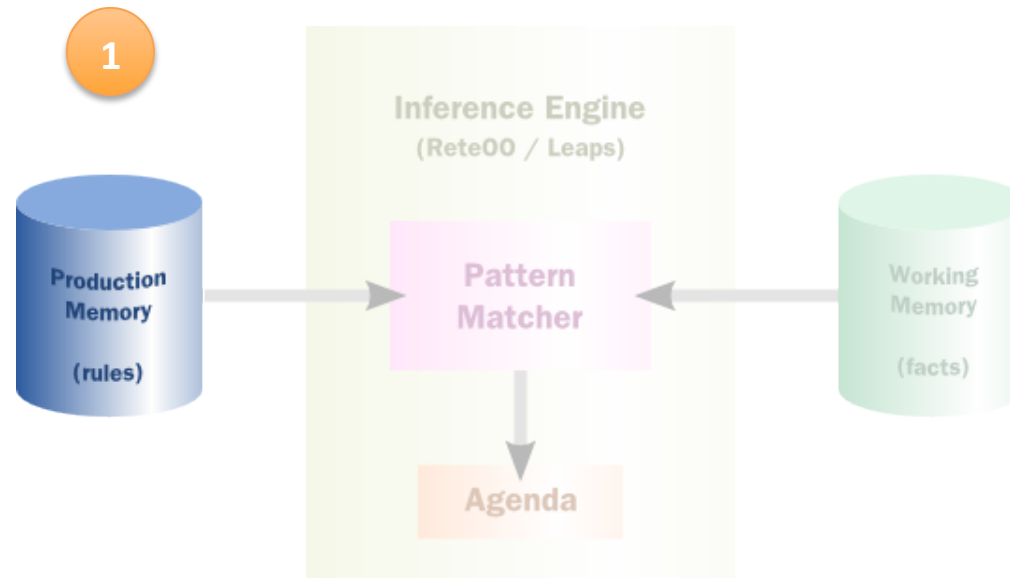 1
Inference Engine
(ReteOO / Leaps)
Production
Memory
(rules)
Pattern
Matcher
Working
Memory
(facts)
Agenda